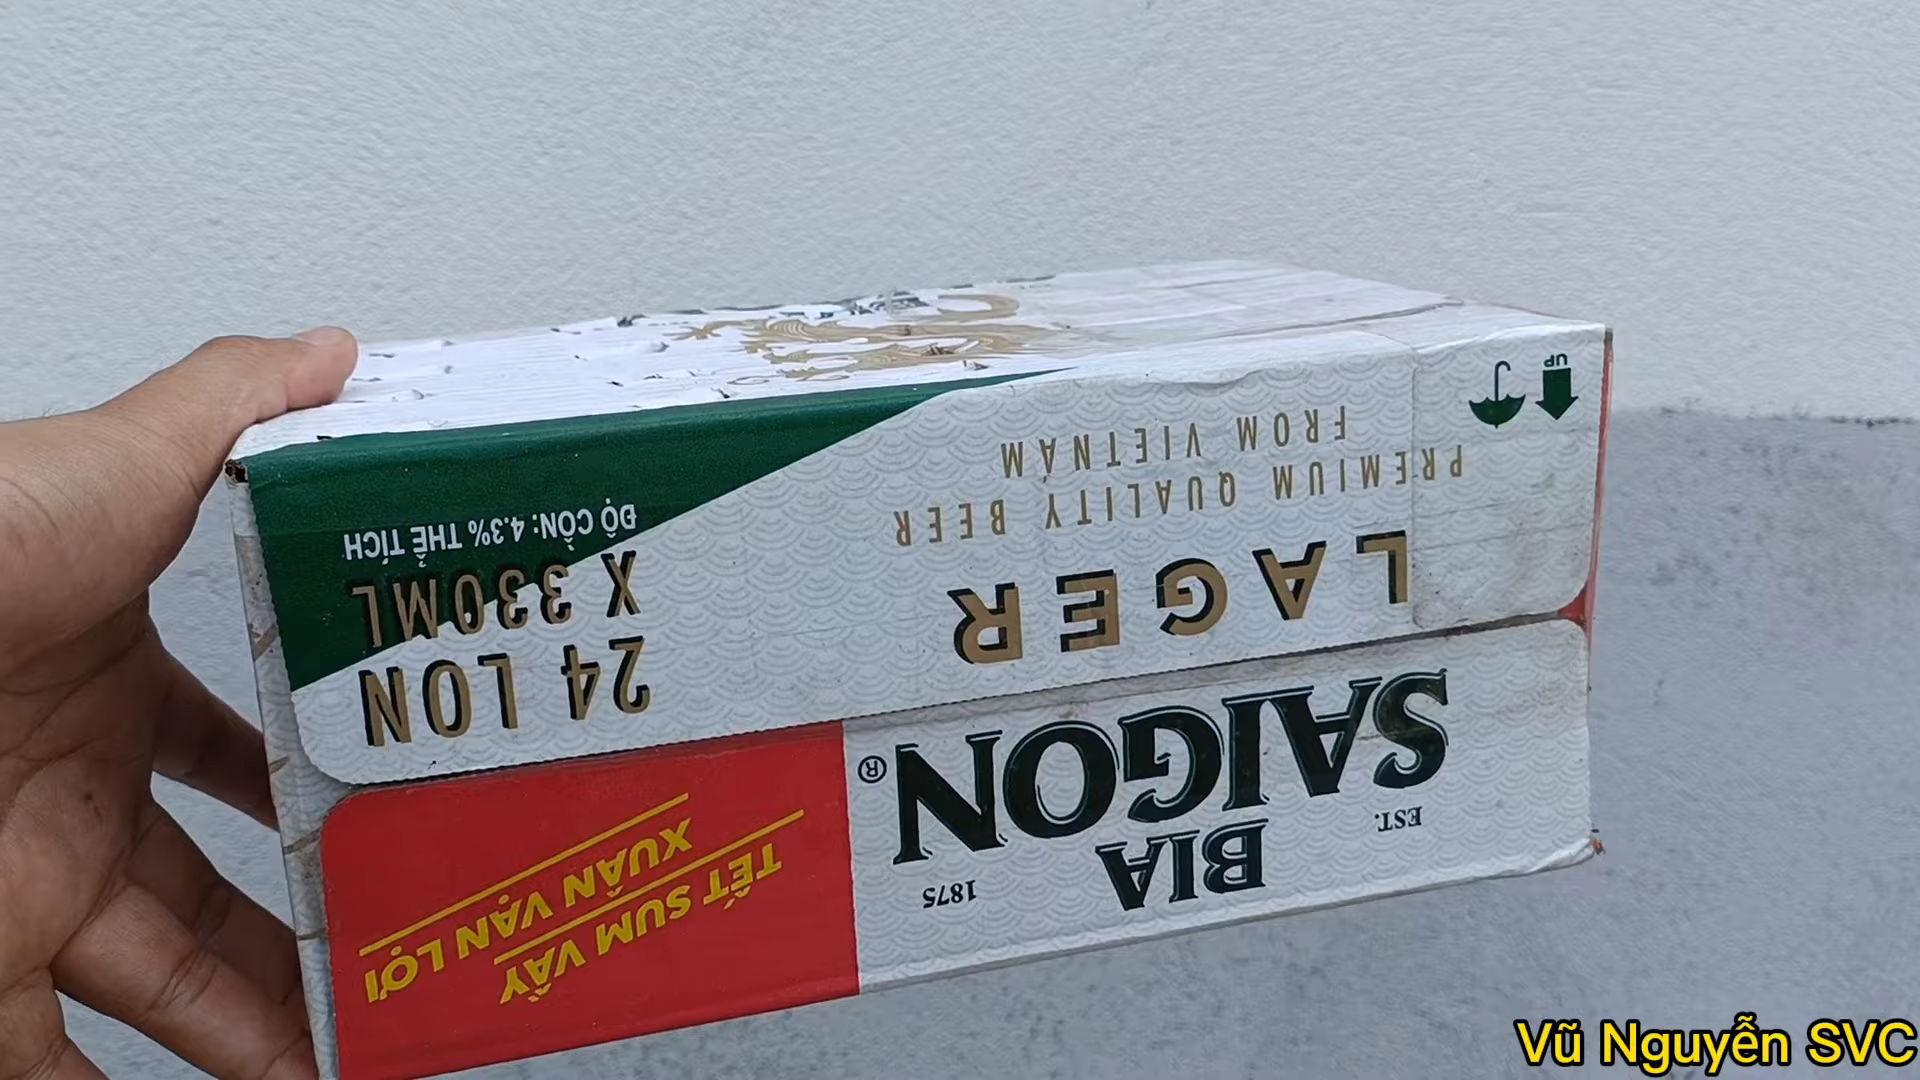 EST. 1875
BIA
SAIGON®
LAGER
PREMIUM QUALITY BEER
FROM VIETNAM
UP
TẾT SUM VẦY
XUÂN VẠN LỢI
24 LON
X 330ML
ĐỘ CỒN: 4.3% THỂ TÍCH
Vũ Nguyễn SVC